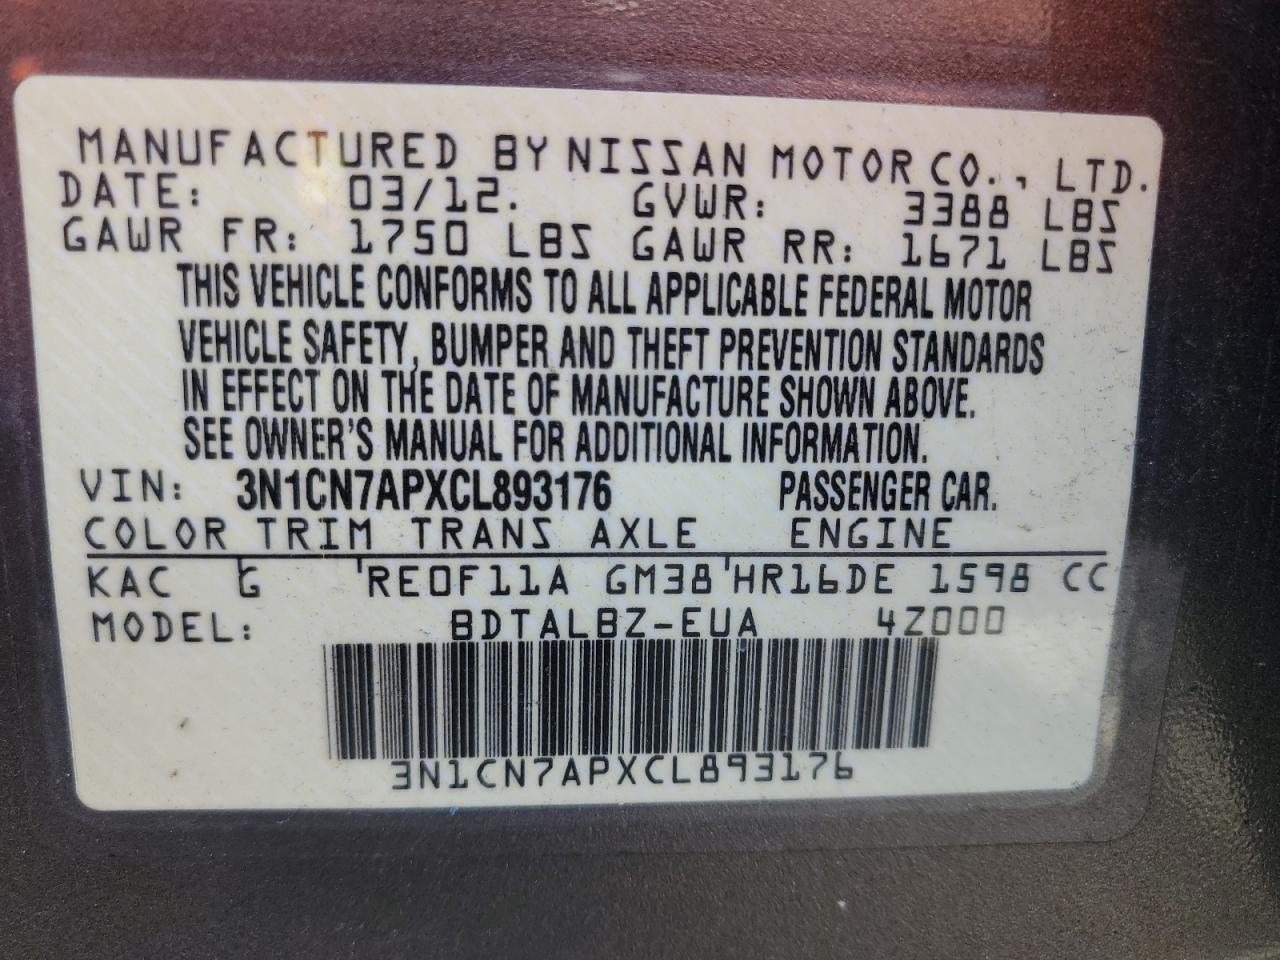 MANUFACTURED BY NISSAN MOTOR CO., LTD.
DATE: 03/12. GVWR: 3388 LBS
GAWR FR: 1750 LBS GAWR RR: 1671 LBS
THIS VEHICLE CONFORMS TO ALL APPLICABLE FEDERAL MOTOR
VEHICLE SAFETY, BUMPER AND THEFT PREVENTION STANDARDS
IN EFFECT ON THE DATE OF MANUFACTURE SHOWN ABOVE.
SEE OWNER'S MANUAL FOR ADDITIONAL INFORMATION.
VIN: 3N1CN7APXCL893176 PASSENGER CAR.
COLOR TRIM TRANS AXLE ENGINE
KAC G 'RE0F11A GM38'HR16DE 1598 CC
MODEL: BDTALBZ-EUA 4Z000
3N1CN7APXCL893176